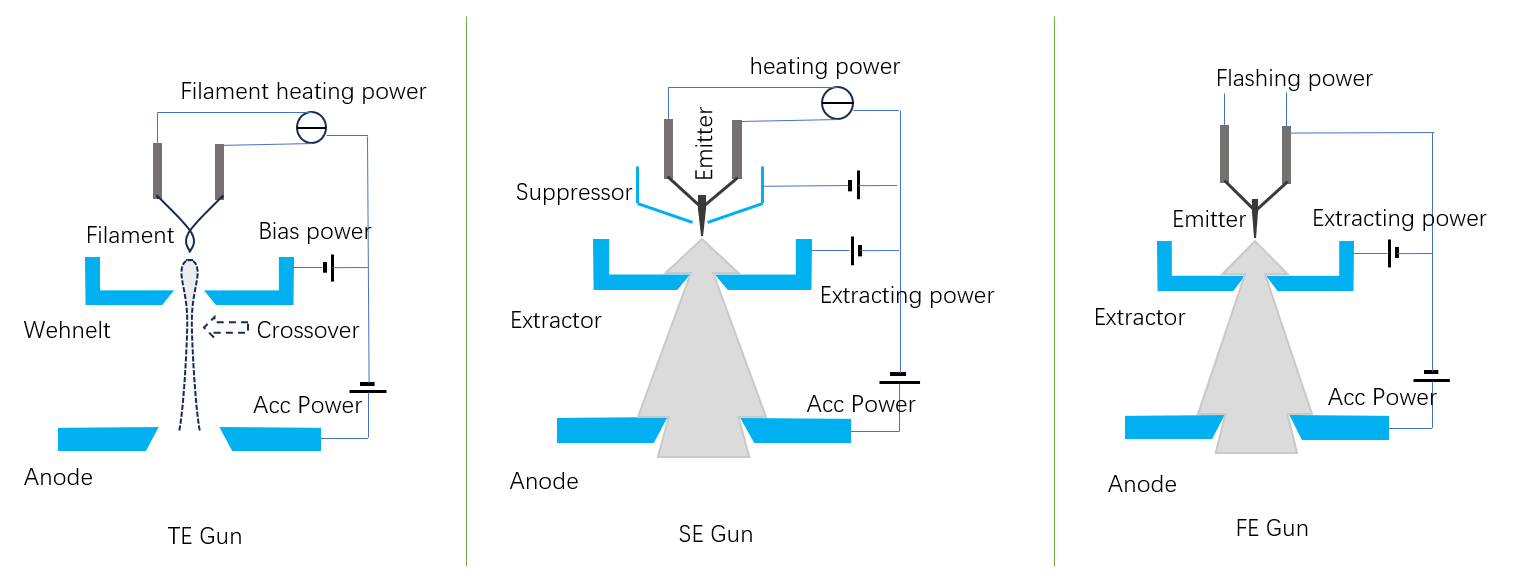 Filament heating power
Filament
Bias power
Wehnelt
Crossover
Acc Power
Anode
TE Gun
heating power
Emitter
Suppressor
Extracting power
Extractor
Acc Power
Anode
SE Gun
Flashing power
Emitter
Extracting power
Extractor
Acc Power
Anode
FE Gun